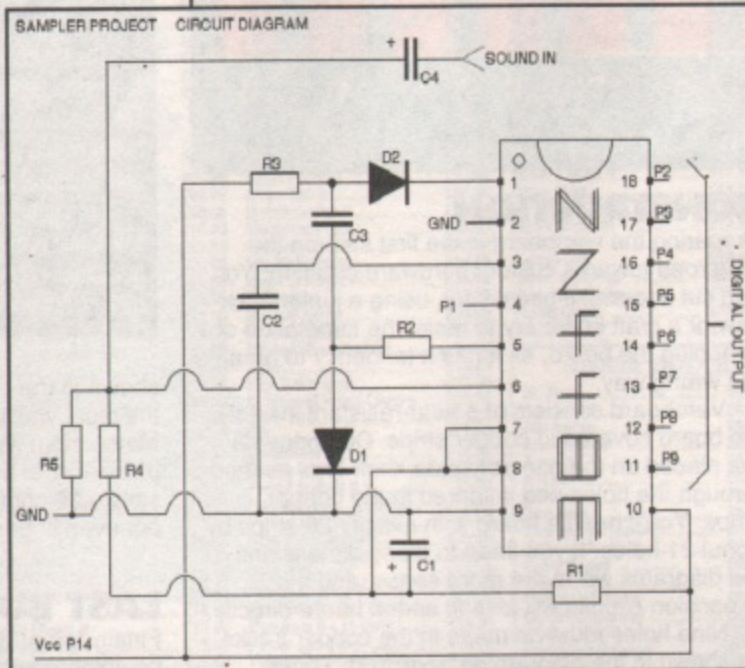 SAMPLER PROJECT CIRCUIT DIAGRAM
+
C4
SOUND IN
R3
D2
C3
GND
C2
P1
R2
R5
R4
D1
GND
C1
+
R1
Vcc P14
1
2
3
4
5
6
7
8
9
ZN448E
18
17
16
15
14
13
12
11
10
P2
P3
P4
P5
P6
P7
P8
P9
DIGITAL OUTPUT